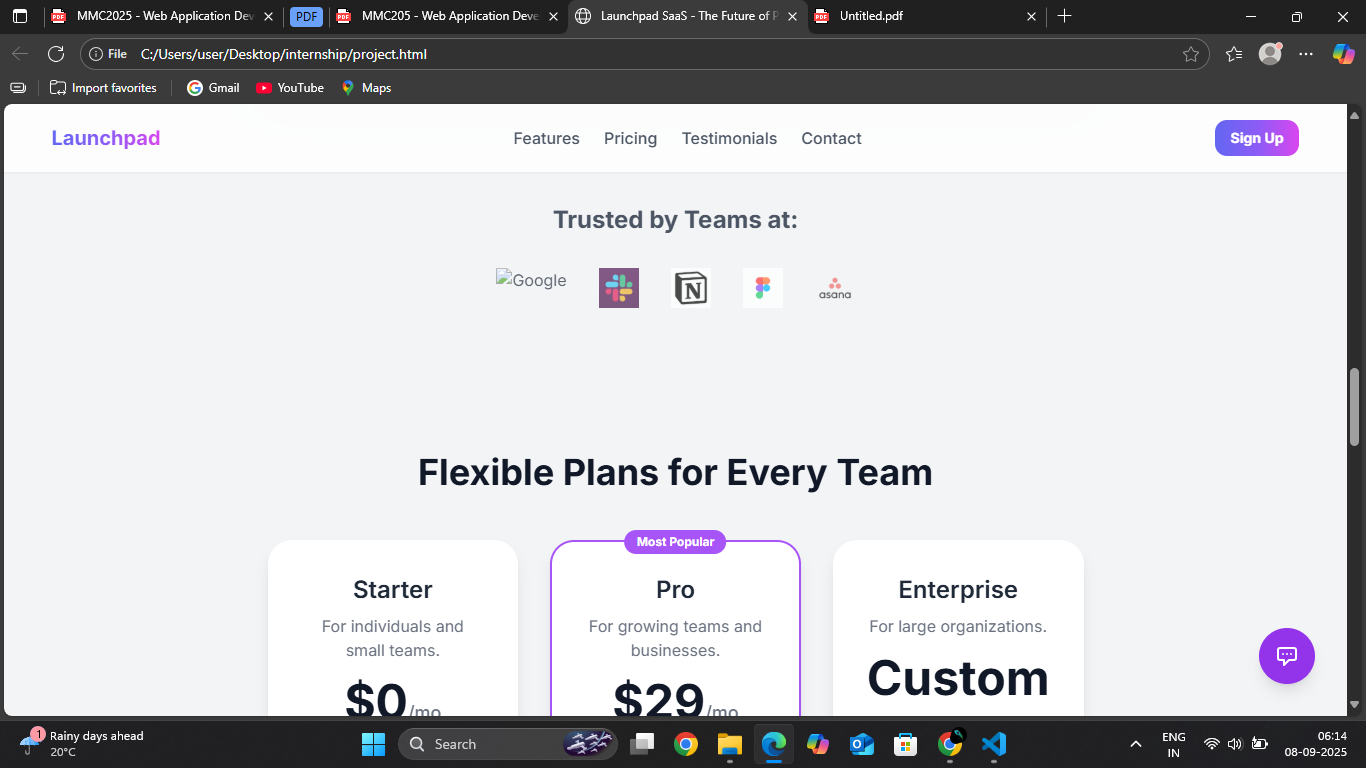 MMC2025 - Web Application Dev
PDF
MMC205 - Web Application Deve
Launchpad SaaS - The Future of P
Untitled.pdf
File
C:/Users/user/Desktop/internship/project.html
Import favorites
Gmail
YouTube
Maps
Launchpad
Features
Pricing
Testimonials
Contact
Sign Up
Trusted by Teams at:
Google
N
asana
Flexible Plans for Every Team
Most Popular
Starter
For individuals and
small teams.
$0/mo
Pro
For growing teams and
businesses.
$29/mo
Enterprise
For large organizations.
Custom
1
Rainy days ahead
20°C
Search
ENG
IN
06:14
08-09-2025